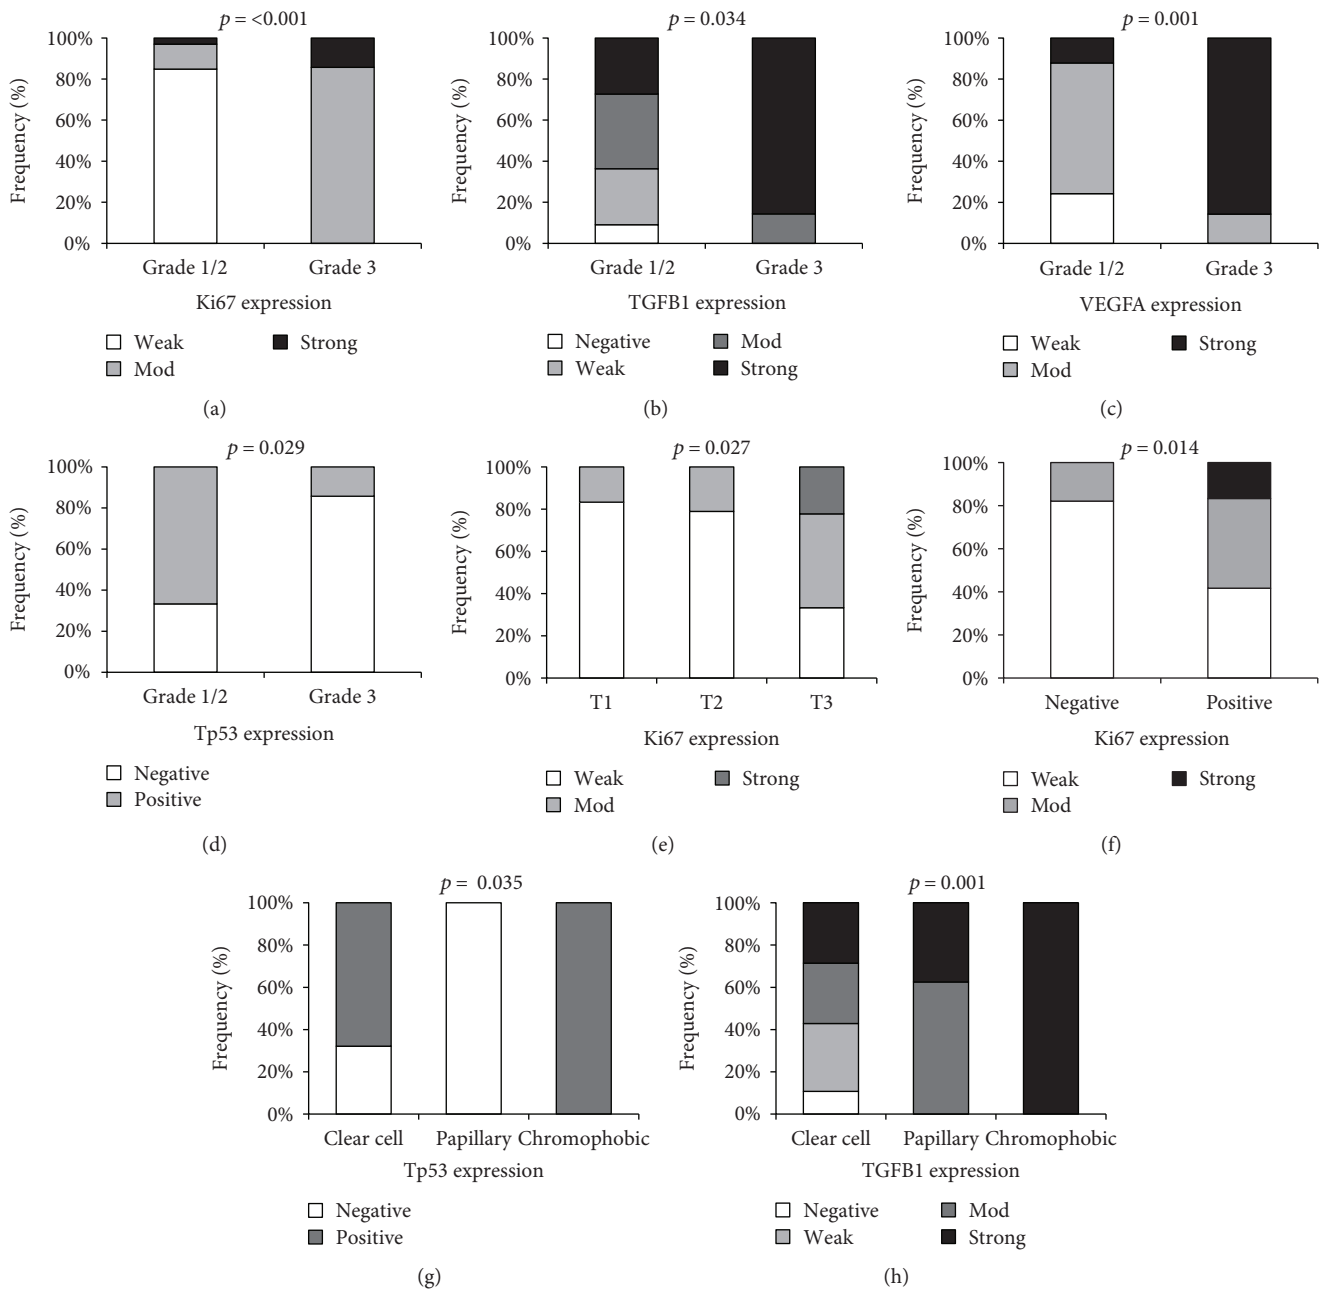 p = <0.001
100%
80%
60%
40%
20%
0%
Frequency (%)
Grade 1/2 Grade 3
Ki67 expression
Weak Strong
Mod
(a)
p = 0.034
100%
80%
60%
40%
20%
0%
Frequency (%)
Grade 1/2 Grade 3
TGFB1 expression
Negative Mod
Weak Strong
(b)
p = 0.001
100%
80%
60%
40%
20%
0%
Frequency (%)
Grade 1/2 Grade 3
VEGFA expression
Weak Strong
Mod
(c)
p = 0.029
100%
80%
60%
40%
20%
0%
Frequency (%)
Grade 1/2 Grade 3
Tp53 expression
Negative
Positive
(d)
p = 0.027
100%
80%
60%
40%
20%
0%
Frequency (%)
T1 T2 T3
Ki67 expression
Weak Strong
Mod
(e)
p = 0.014
100%
80%
60%
40%
20%
0%
Frequency (%)
Negative Positive
Ki67 expression
Weak Strong
Mod
(f)
p = 0.035
100%
80%
60%
40%
20%
0%
Frequency (%)
Clear cell Papillary Chromophobic
Tp53 expression
Negative
Positive
(g)
p = 0.001
100%
80%
60%
40%
20%
0%
Frequency (%)
Clear cell Papillary Chromophobic
TGFB1 expression
Negative Mod
Weak Strong
(h)